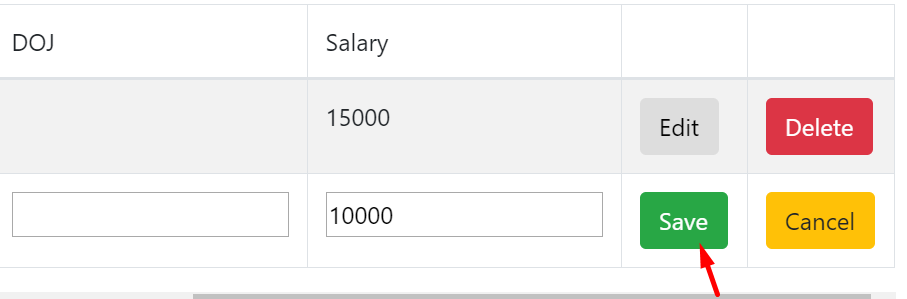 DOJ Salary
15000 Edit Delete
10000 Save Cancel